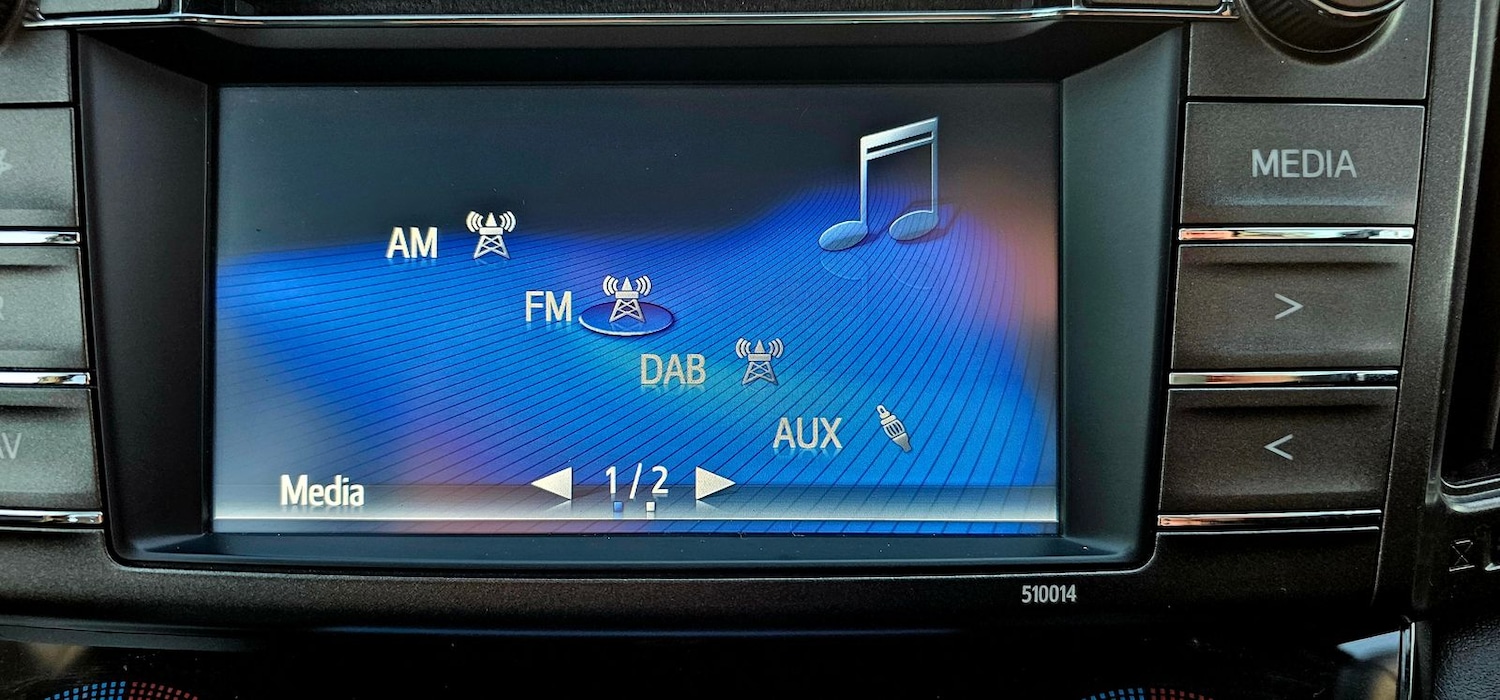 AM
FM
DAB
AUX
Media
1/2
MEDIA
>
<
510014